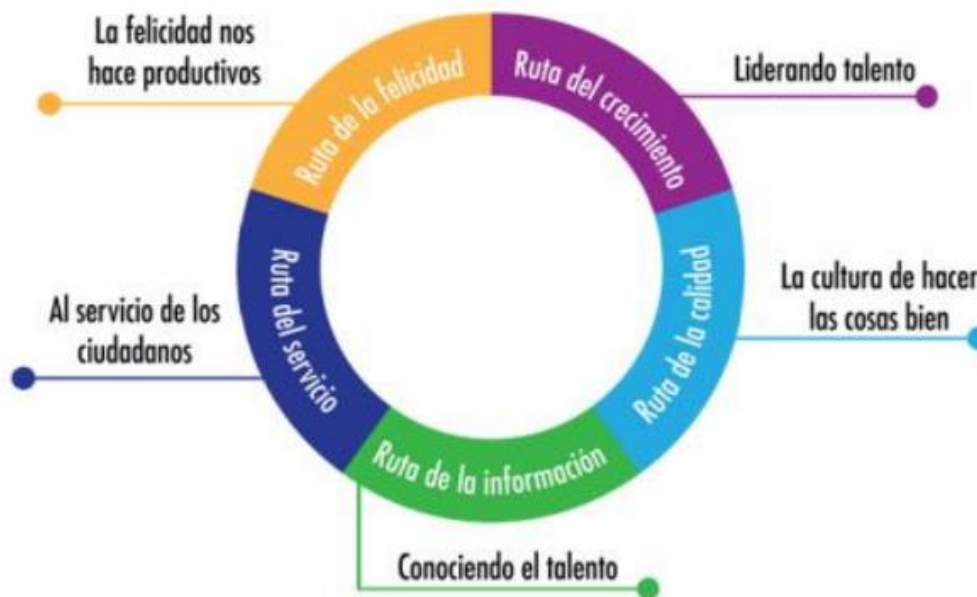 La felicidad nos
hace productivos
Ruta de la felicidad
Ruta del crecimiento
Liderando talento
Ruta de la calidad
La cultura de hacer
las cosas bien
Ruta del servicio
Al servicio de los
ciudadanos
Ruta de la información
Conociendo el talento